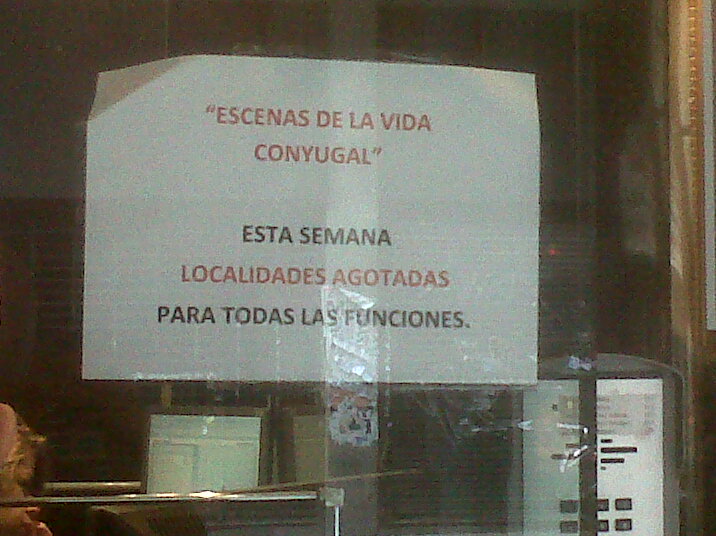 “ESCENAS DE LA VIDA
CONYUGAL”
ESTA SEMANA
LOCALIDADES AGOTADAS
PARA TODAS LAS FUNCIONES.